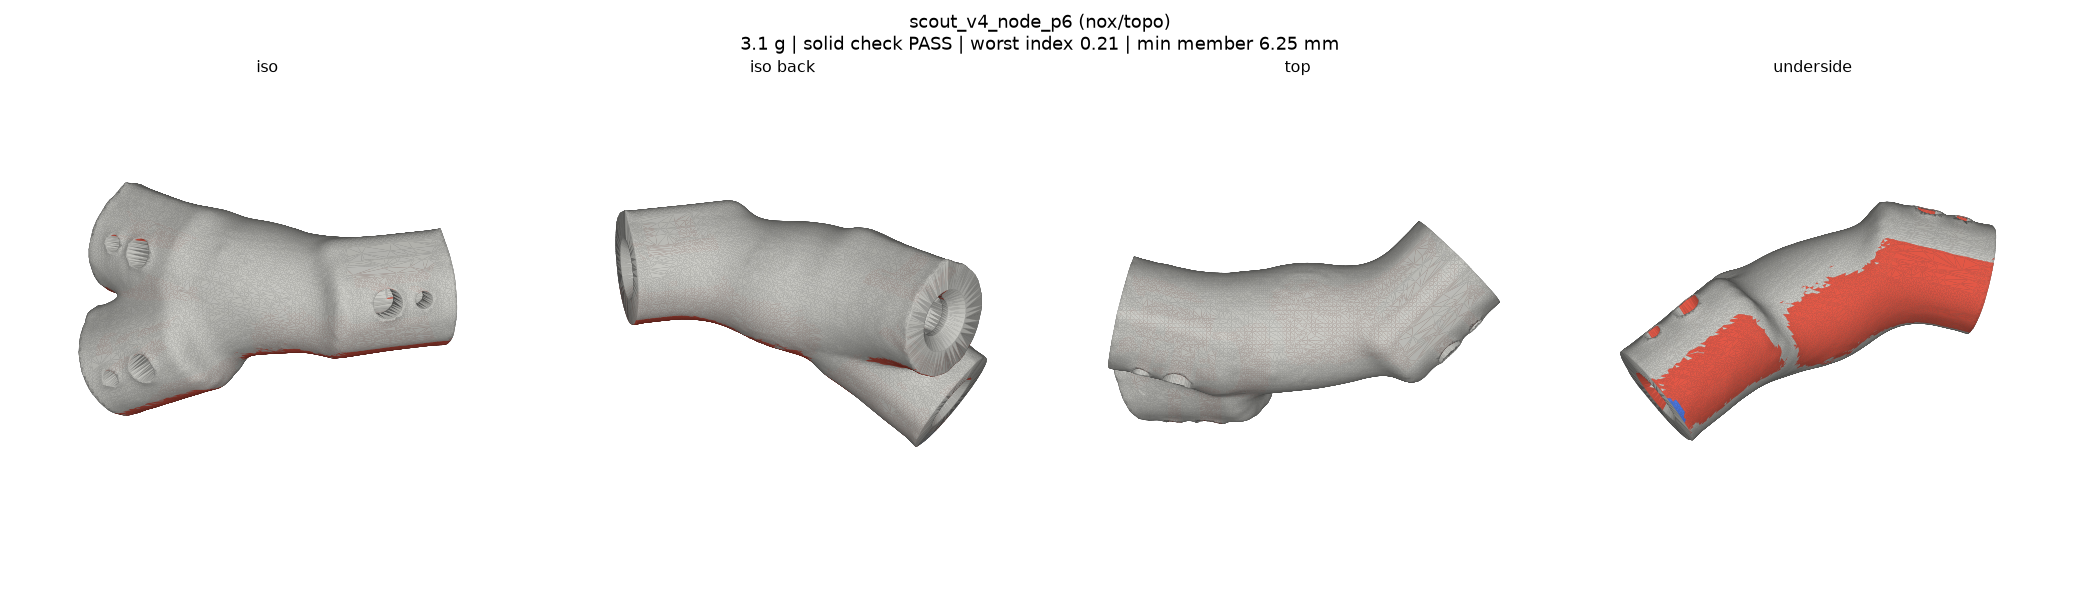 scout_v4_node_p6 (nox/topo)
3.1 g | solid check PASS | worst index 0.21 | min member 6.25 mm
iso
iso back
top
underside